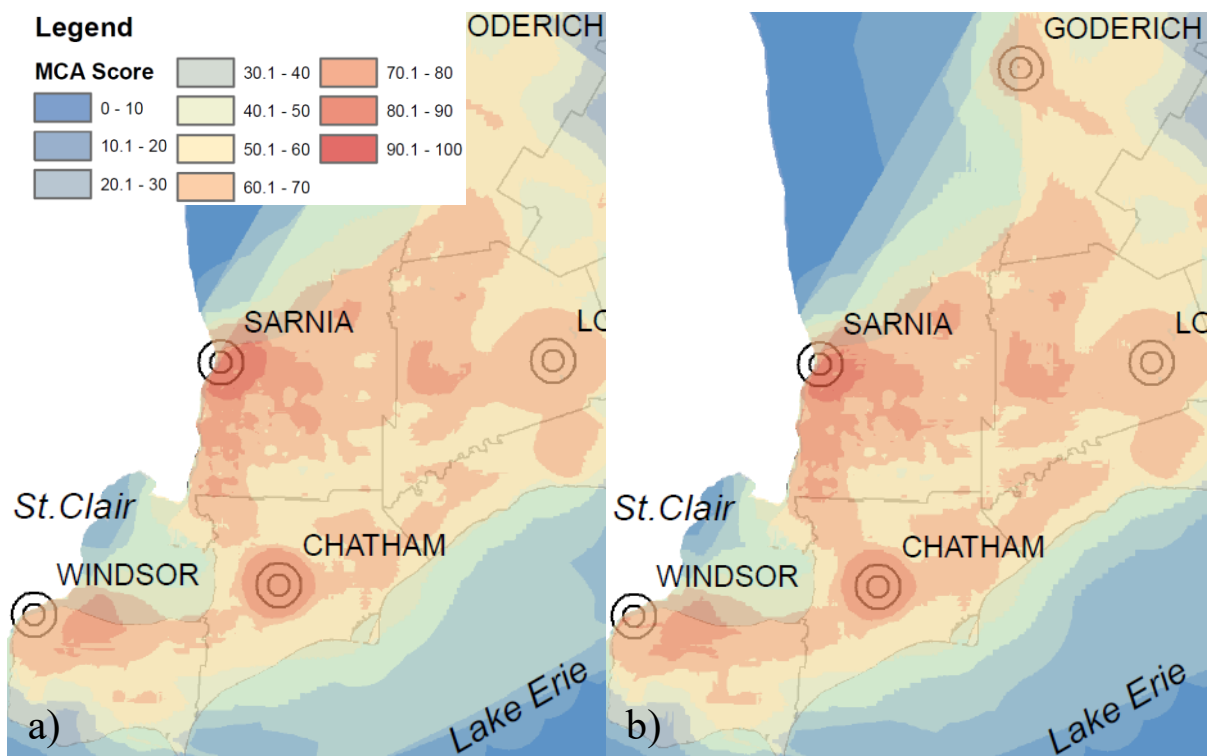 Legend
MCA Score
0 - 10
10.1 - 20
20.1 - 30
30.1 - 40
40.1 - 50
50.1 - 60
60.1 - 70
70.1 - 80
80.1 - 90
90.1 - 100
ODERICH
SARNIA
LO
St.Clair
CHATHAM
WINDSOR
Lake Erie
a)
GODERICH
SARNIA
LO
St.Clair
CHATHAM
WINDSOR
Lake Erie
b)